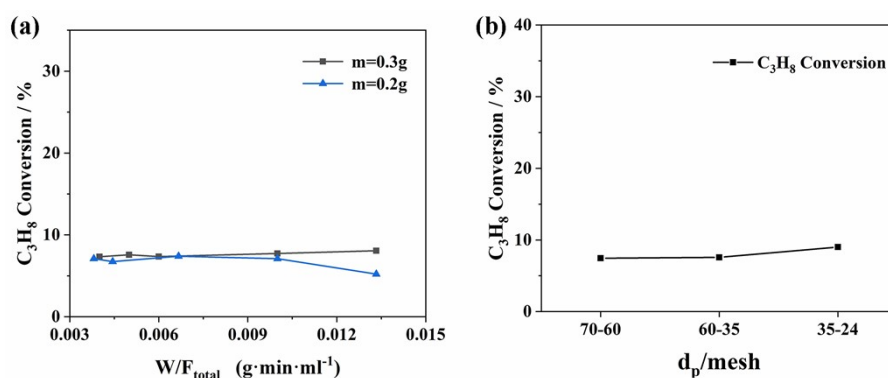 (a)
C₃H₈ Conversion / %
30
20
10
0
m=0.3g
m=0.2g
0.003 0.006 0.009 0.012 0.015
W/Ftotal (g·min·ml⁻¹)
(b)
C₃H₈ Conversion / %
40
30
20
10
0
C₃H₈ Conversion
70-60 60-35 35-24
dp/mesh